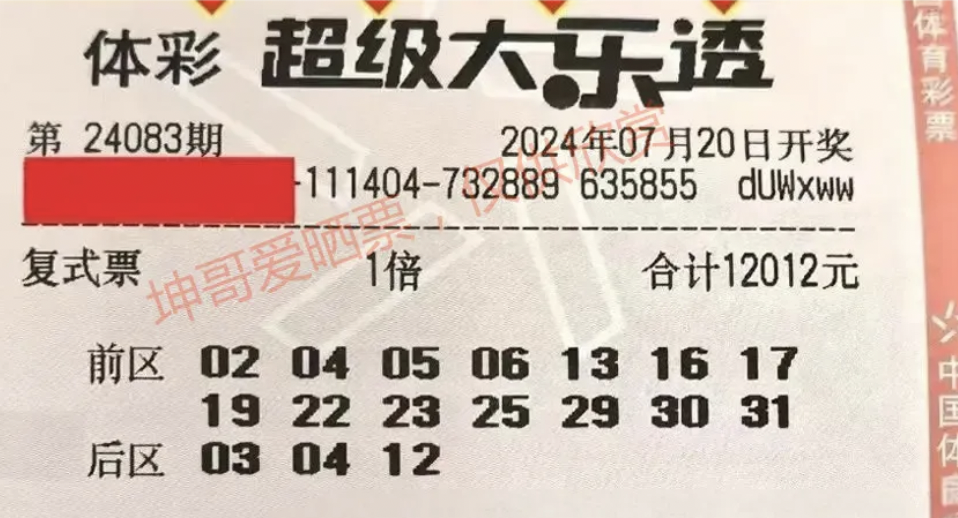 体彩 超级大乐透
第 24083期 2024年07月20日开奖
-111404-732889 635855 dUWxww
复式票 1倍 合计12012元
前区 02 04 05 06 13 16 17
19 22 23 25 29 30 31
后区 03 04 12
坤哥爱晒票，仅供欣赏
国体育彩票
中国体